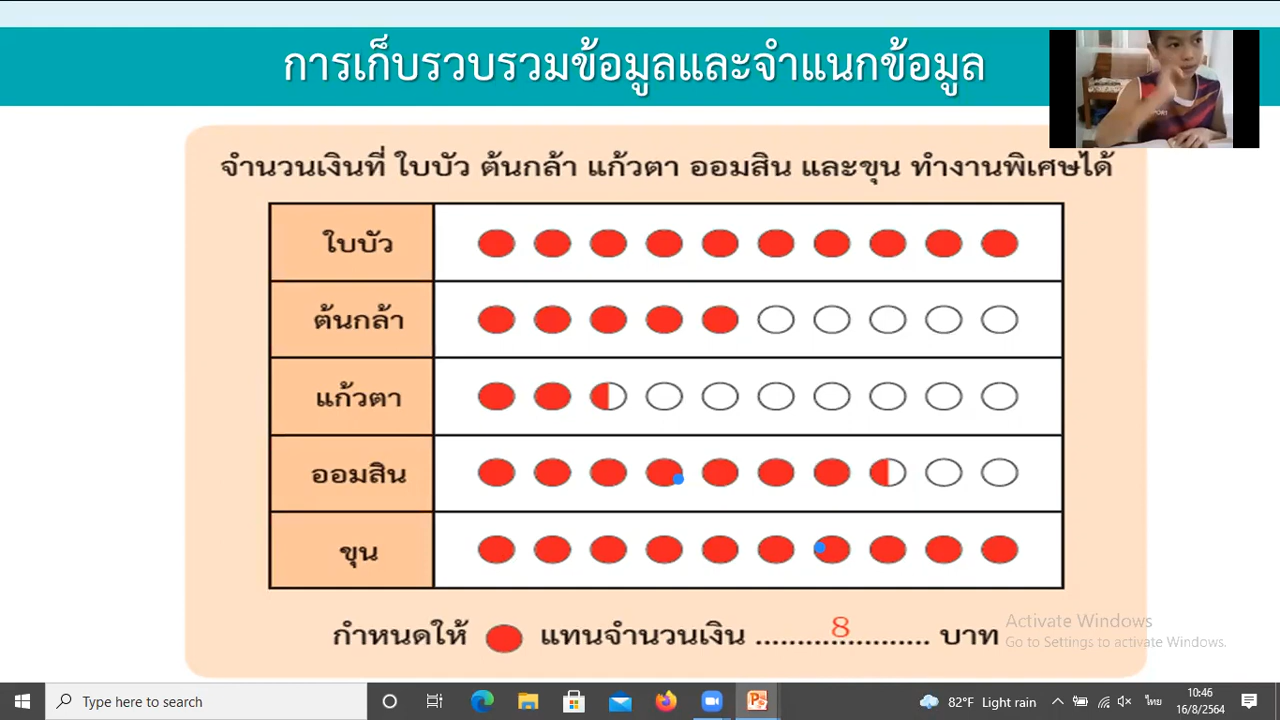 การเก็บรวบรวมข้อมูลและจำแนกข้อมูล
จำนวนเงินที่ ใบบัว ต้นกล้า แก้วตา ออมสิน และขุน ทำงานพิเศษได้
ใบบัว
ต้นกล้า
แก้วตา
ออมสิน
ขุน
กำหนดให้ แทนจำนวนเงิน ..........8.......... บาท
Activate Windows
Go to Settings to activate Windows.
Type here to search
82°F Light rain
ไทย
10:46
16/8/2564